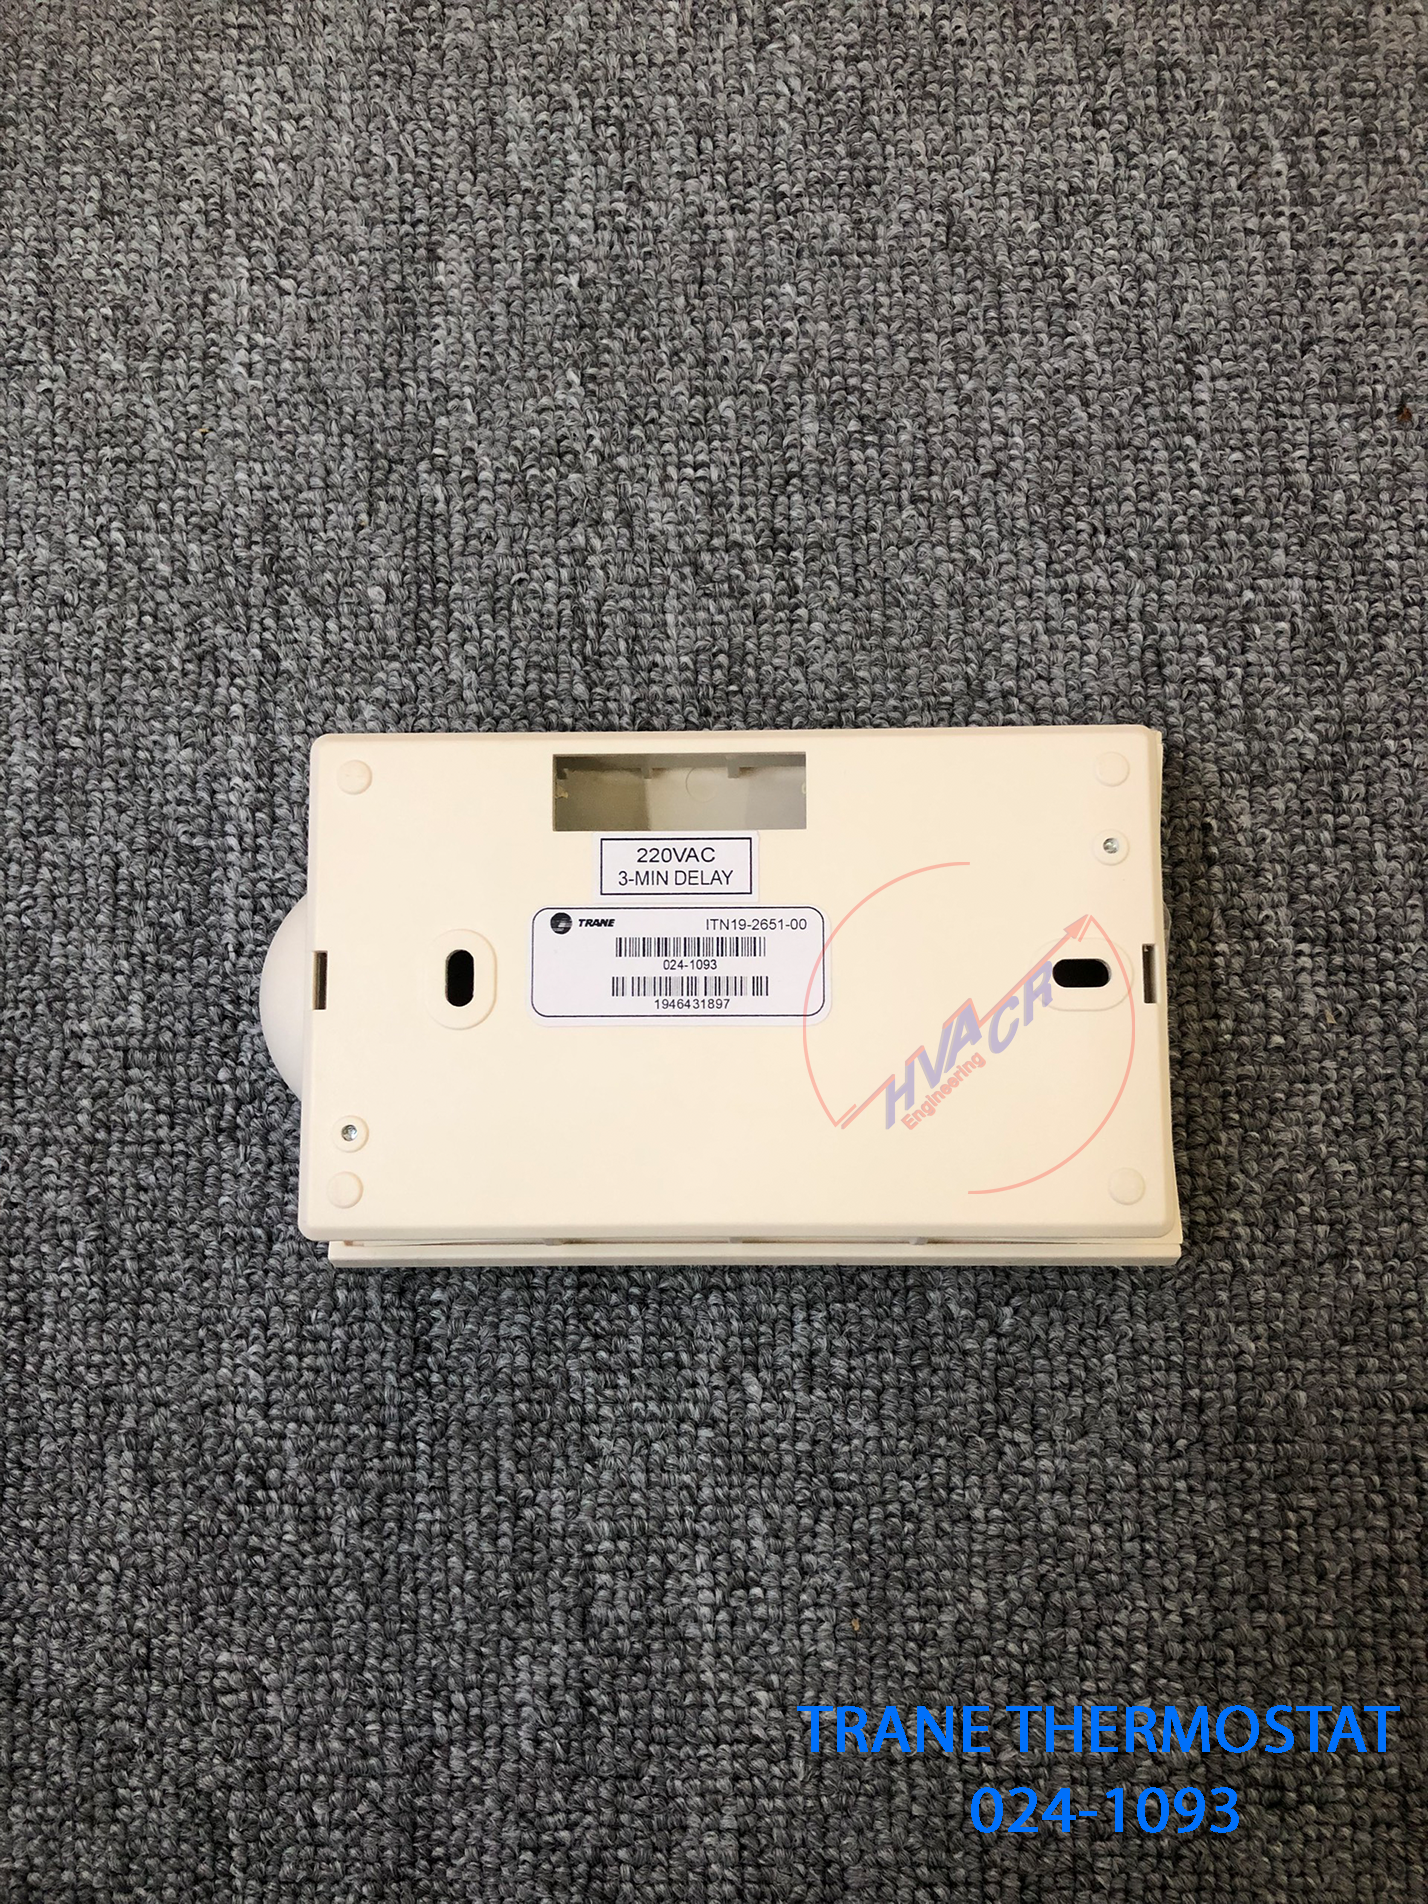 220VAC
3-MIN DELAY
TRANE ITN19-2651-00
024-1093
1946431897
HVACR
Engineering
TRANE THERMOSTAT
024-1093